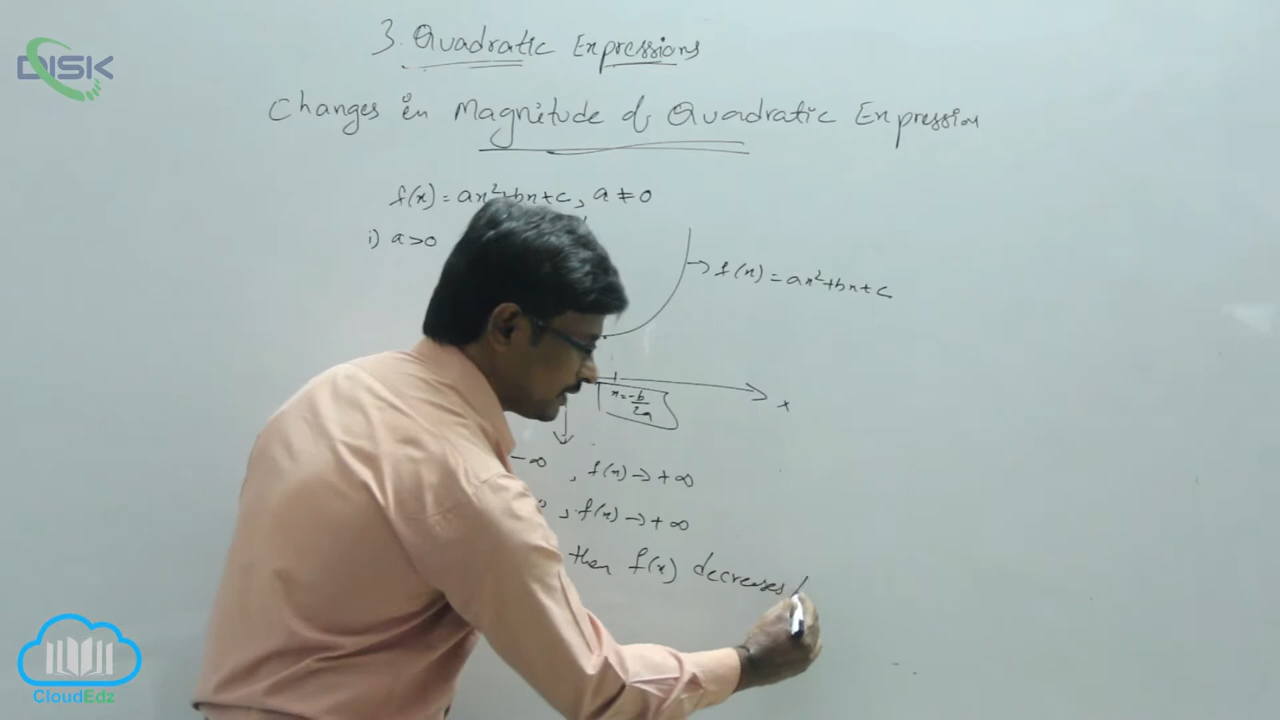 DISK
3. Quadratic Expressions
Changes in Magnitude of Quadratic Expression
f(x) = ax²+bx+c, a ≠ 0
i) a>0
→ f(x) = ax²+bx+c
x = -b/2a
x
-∞, f(x) → +∞
, f(x) → +∞
then f(x) decreases
CloudEdz